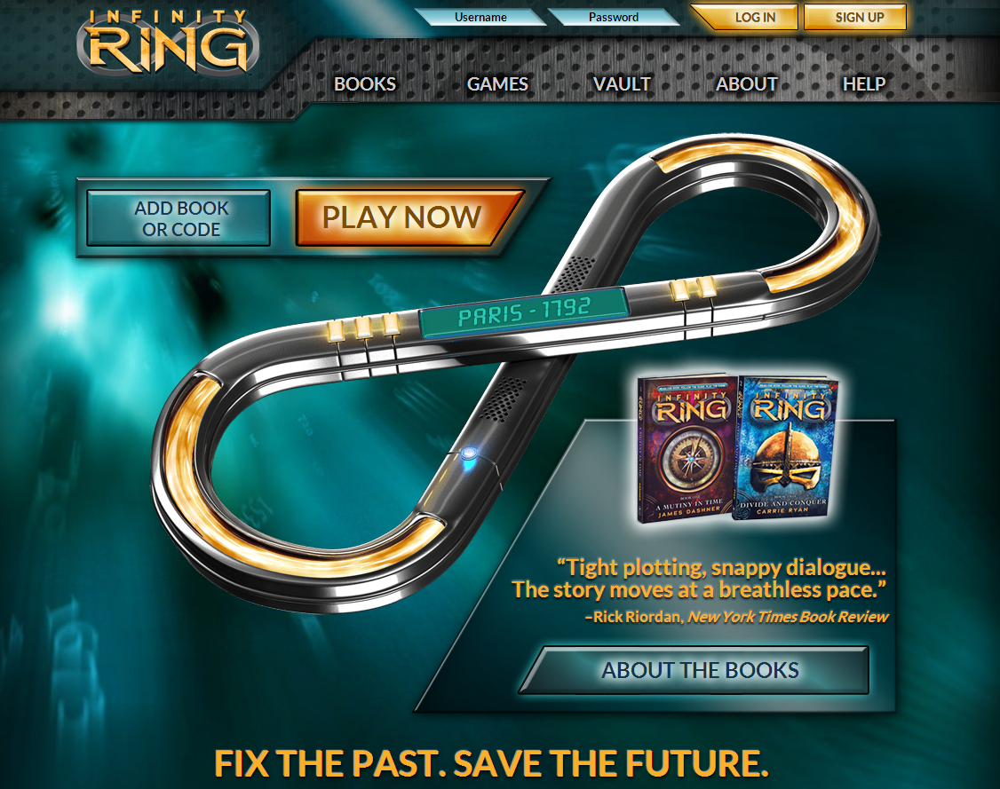 INFINITY
RING
Username
Password
LOG IN
SIGN UP
BOOKS
GAMES
VAULT
ABOUT
HELP
ADD BOOK
OR CODE
PLAY NOW
PARIS - 1792
INFINITY
RING
A MUTINY IN TIME
JAMES DASHNER
INFINITY
RING
DIVIDE AND CONQUER
CARRIE RYAN
“Tight plotting, snappy dialogue...
The story moves at a breathless pace.”
–Rick Riordan, New York Times Book Review
ABOUT THE BOOKS
FIX THE PAST. SAVE THE FUTURE.